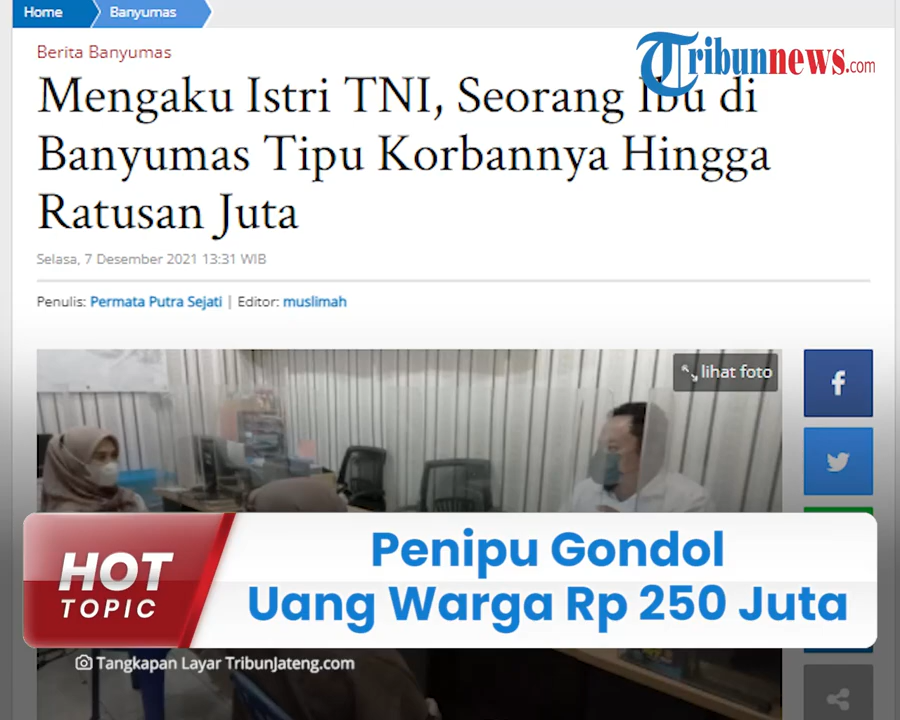 Home
Banyumas
Berita Banyumas
Tribunnews.com
Mengaku Istri TNI, Seorang Ibu di
Banyumas Tipu Korbannya Hingga
Ratusan Juta
Selasa, 7 Desember 2021 13:31 WIB
Penulis: Permata Putra Sejati | Editor: muslimah
lihat foto
HOT
TOPIC
Penipu Gondol
Uang Warga Rp 250 Juta
Tangkapan Layar TribunJateng.com